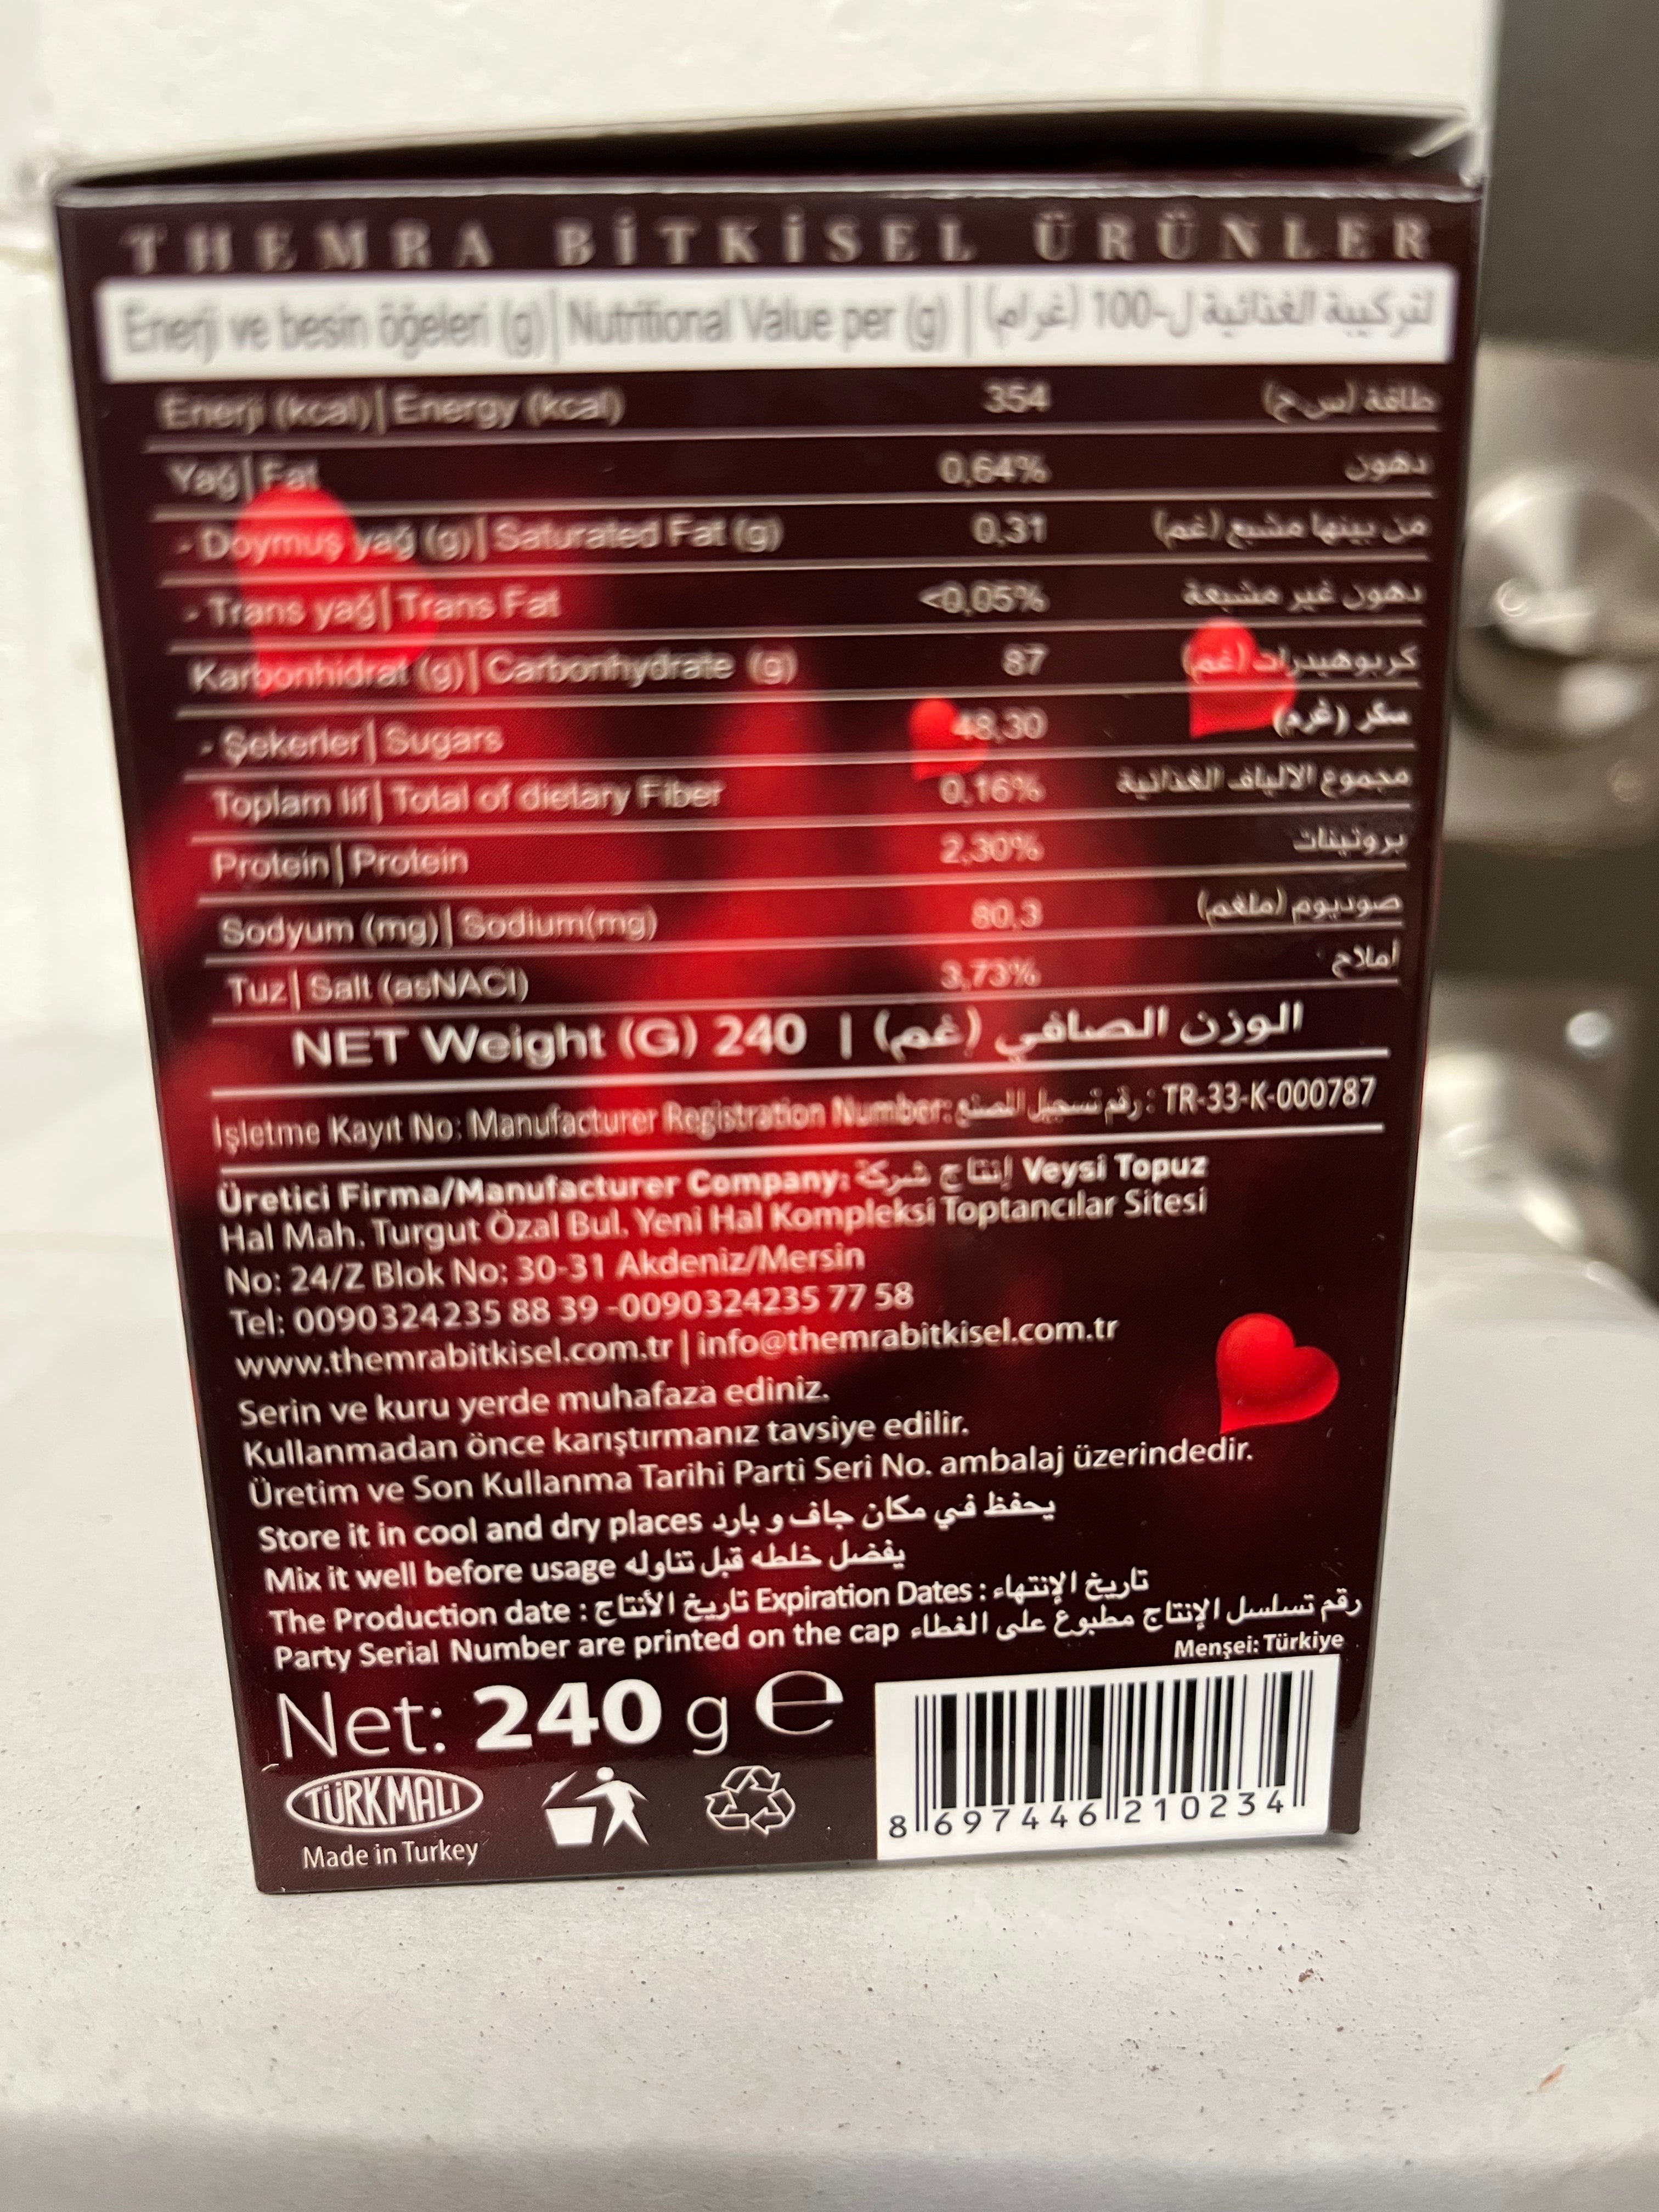 THEMRA BİTKİSEL ÜRÜNLER
Enerji ve besin öğeleri (g)|Nutritional Value per (g) | لتركيبة الغذائية ل-100 (غرام)
Enerji (kcal)|Energy (kcal) 354 طاقة (س.ح)
Yağ|Fat 0,64% دهون
- Doymuş yağ (g)|Saturated Fat (g) 0,31 من بينها مشبع (غم)
- Trans yağ|Trans Fat <0,05% دهون غير مشبعة
Karbonhidrat (g)|Carbonhydrate (g) 87 كربوهيدرات (غم)
- Şekerler|Sugars 48,30 سكر (غرم)
Toplam lif|Total of dietary Fiber 0,16% مجموع الالياف الغذائية
Protein|Protein 2,30% بروتينات
Sodyum (mg)|Sodium(mg) 80,3 صوديوم (ملغم)
Tuz|Salt (asNACl) 3,73% أملاح
NET Weight (G) 240 | الوزن الصافي (غم)
İşletme Kayıt No: Manufacturer Registration Number: رقم تسجيل المصنع : TR-33-K-000787
Üretici Firma/Manufacturer Company: إنتاج شركة Veysi Topuz
Hal Mah. Turgut Özal Bul. Yeni Hal Kompleksi Toptancılar Sitesi
No: 24/Z Blok No: 30-31 Akdeniz/Mersin
Tel: 0090324235 88 39 -0090324235 77 58
www.themrabitkisel.com.tr | info@themrabitkisel.com.tr
Serin ve kuru yerde muhafaza ediniz.
Kullanmadan önce karıştırmanız tavsiye edilir.
Üretim ve Son Kullanma Tarihi Parti Seri No. ambalaj üzerindedir.
Store it in cool and dry places يحفظ في مكان جاف و بارد
Mix it well before usage يفضل خلطه قبل تناوله
The Production date : تاريخ الأنتاج Expiration Dates : تاريخ الإنتهاء
Party Serial Number are printed on the cap رقم تسلسل الإنتاج مطبوع على الغطاء
Menşei: Türkiye
Net: 240 g ℮
TÜRK MALI
Made in Turkey
8 697446 210234